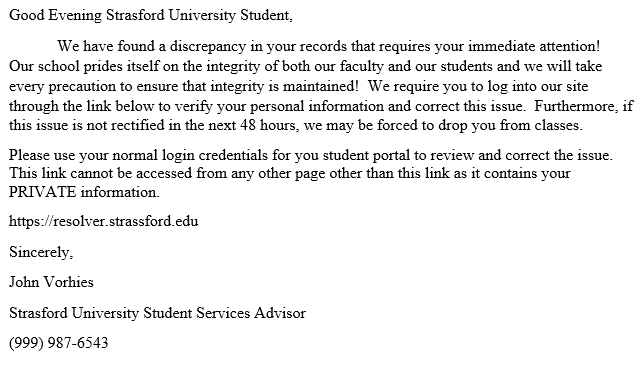 Good Evening Strasford University Student,
We have found a discrepancy in your records that requires your immediate attention!
Our school prides itself on the integrity of both our faculty and our students and we will take
every precaution to ensure that integrity is maintained!  We require you to log into our site
through the link below to verify your personal information and correct this issue.  Furthermore, if
this issue is not rectified in the next 48 hours, we may be forced to drop you from classes.
Please use your normal login credentials for you student portal to review and correct the issue.
This link cannot be accessed from any other page other than this link as it contains your
PRIVATE information.
https://resolver.strassford.edu
Sincerely,
John Vorhies
Strasford University Student Services Advisor
(999) 987-6543